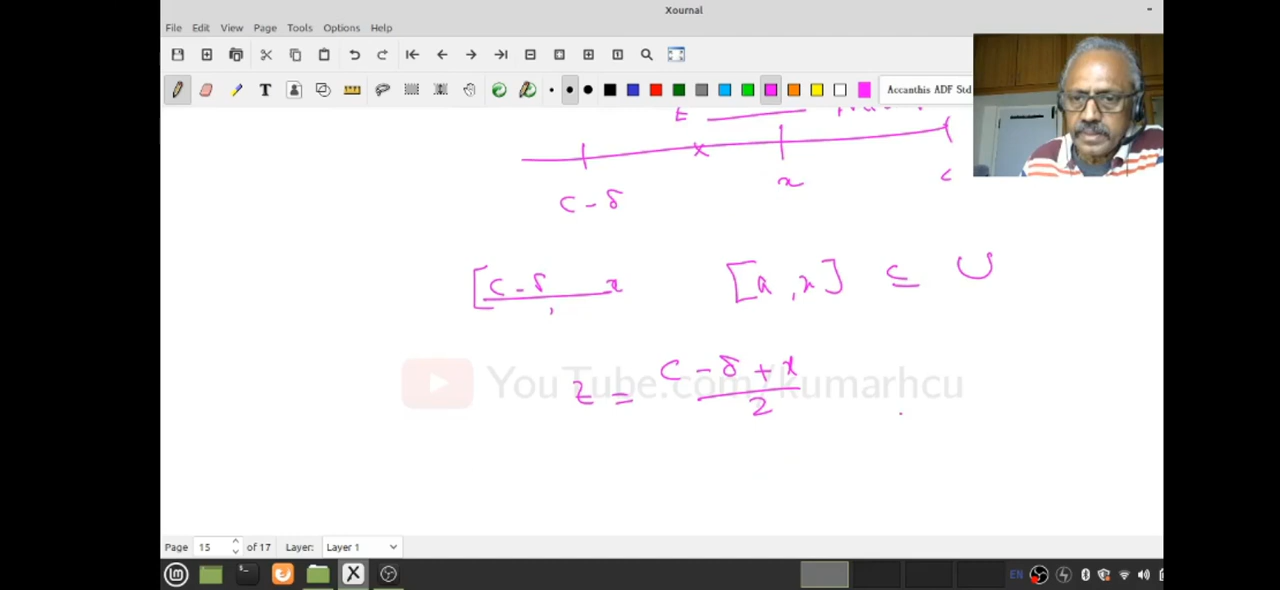 Xournal
File Edit View Page Tools Options Help
Accanthis ADF Std
E
x c
c - δ
[c - δ , x [a, x] ⊆ U
z = (c - δ + x) / 2
YouTube.com/kumarhcu
Page 15 of 17 Layer: Layer 1
EN